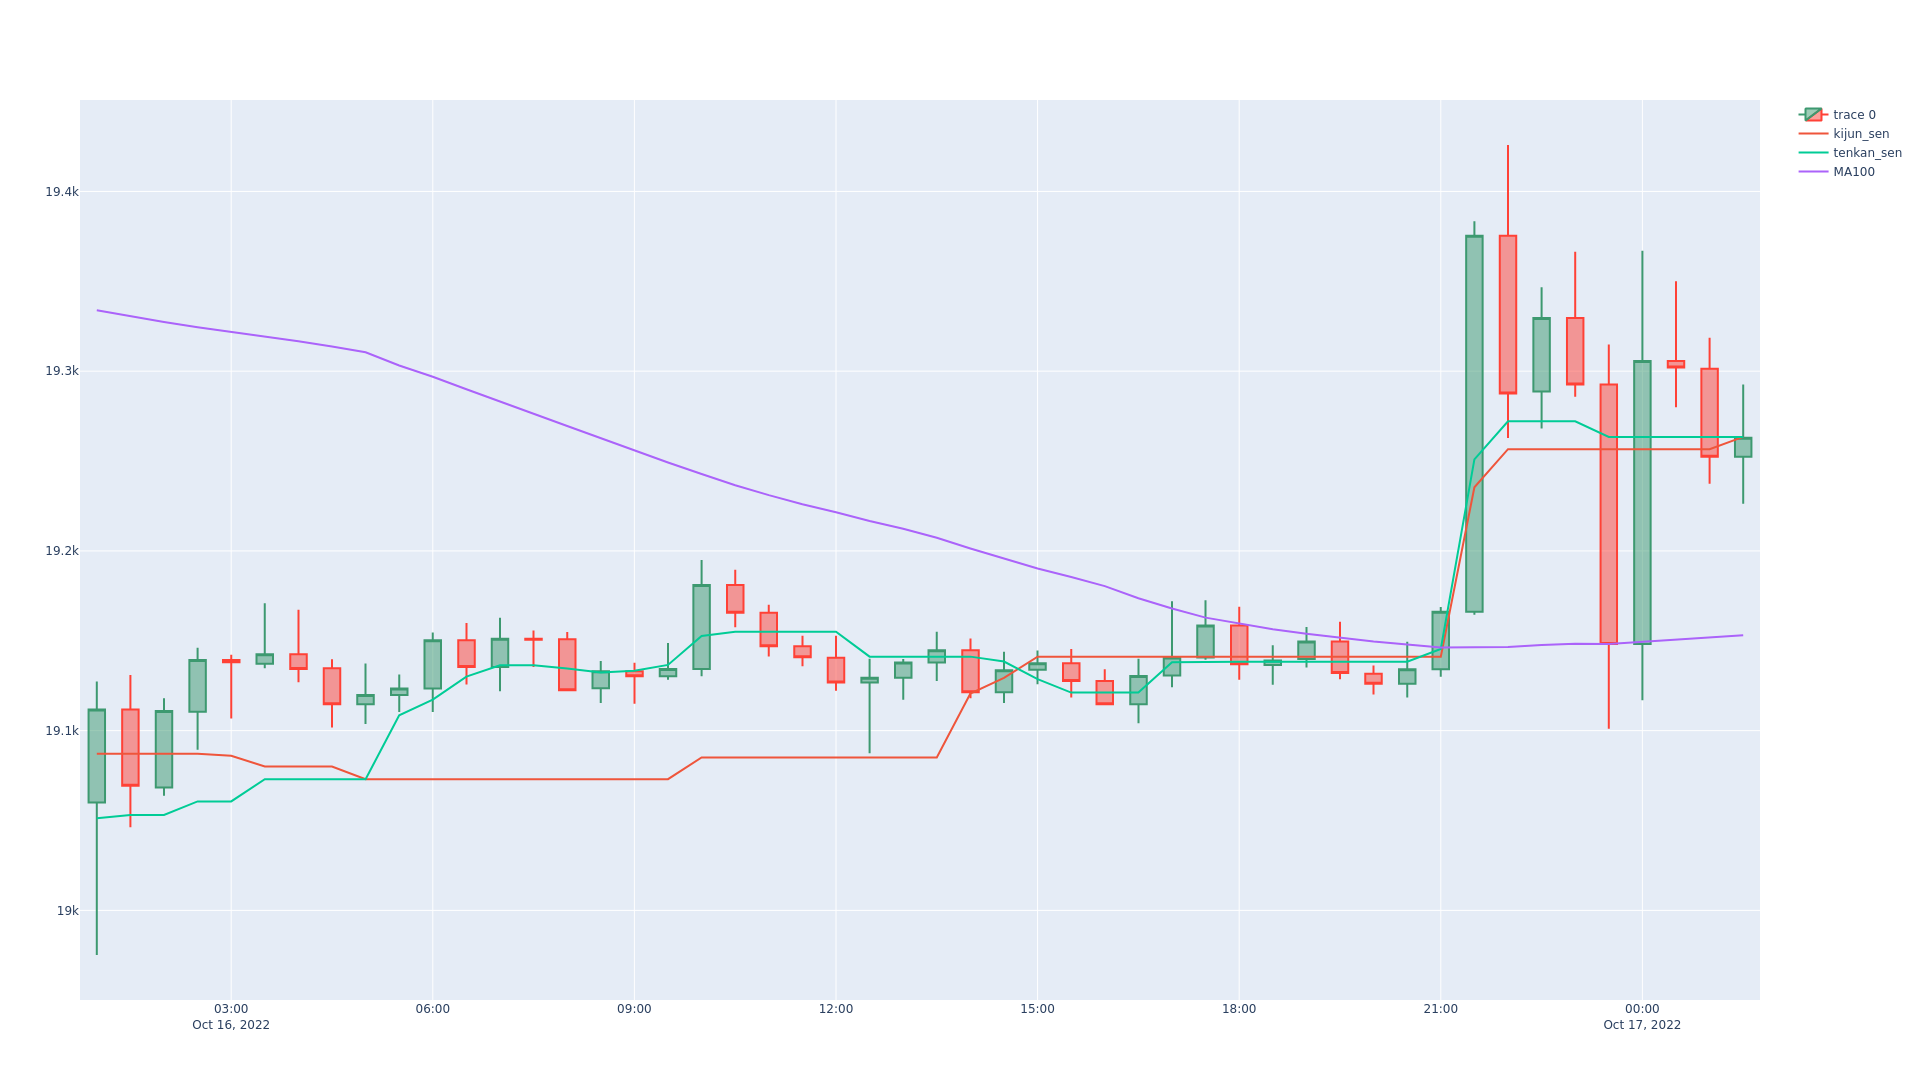 trace 0
kijun_sen
tenkan_sen
MA100
19.4k
19.3k
19.2k
19.1k
19k
03:00 06:00 09:00 12:00 15:00 18:00 21:00 00:00
Oct 16, 2022 Oct 17, 2022